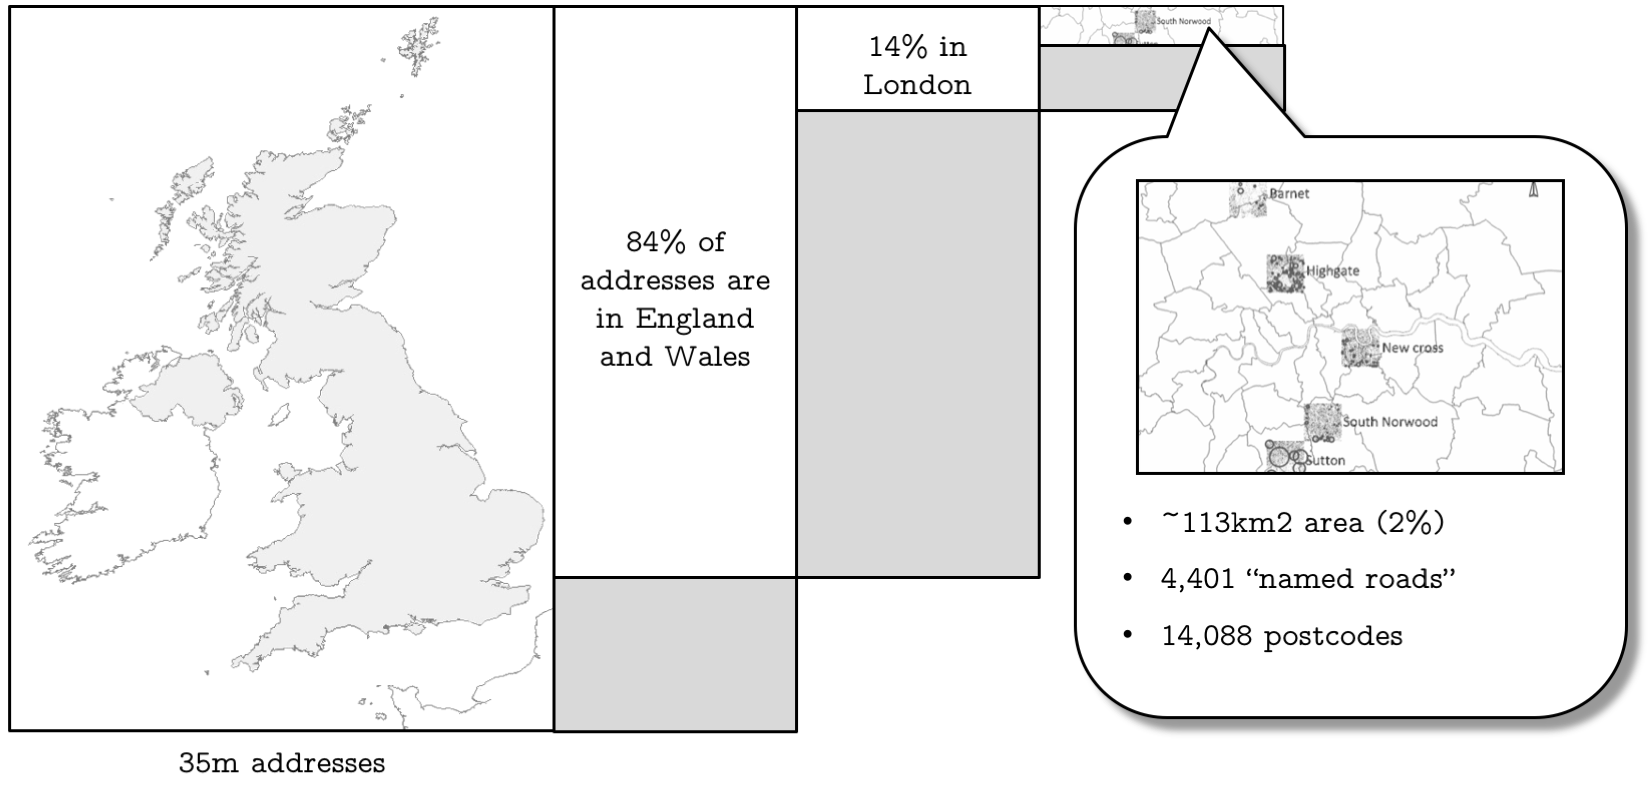 35m addresses
84% of
addresses are
in England
and Wales
14% in
London
South Norwood
Barnet
Highgate
New cross
South Norwood
Sutton
• ~113km2 area (2%)
• 4,401 “named roads”
• 14,088 postcodes